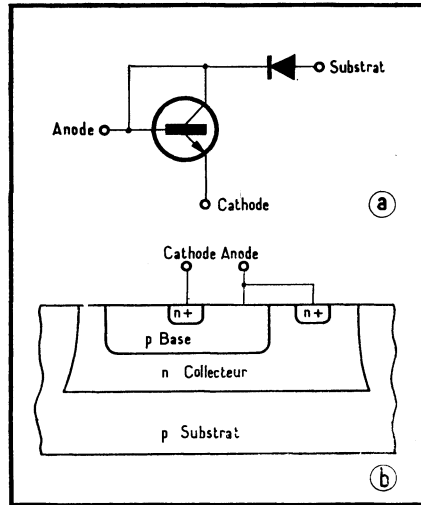 Substrat
Anode
Cathode
a
Cathode Anode
n+ n+
p Base
n Collecteur
p Substrat
b